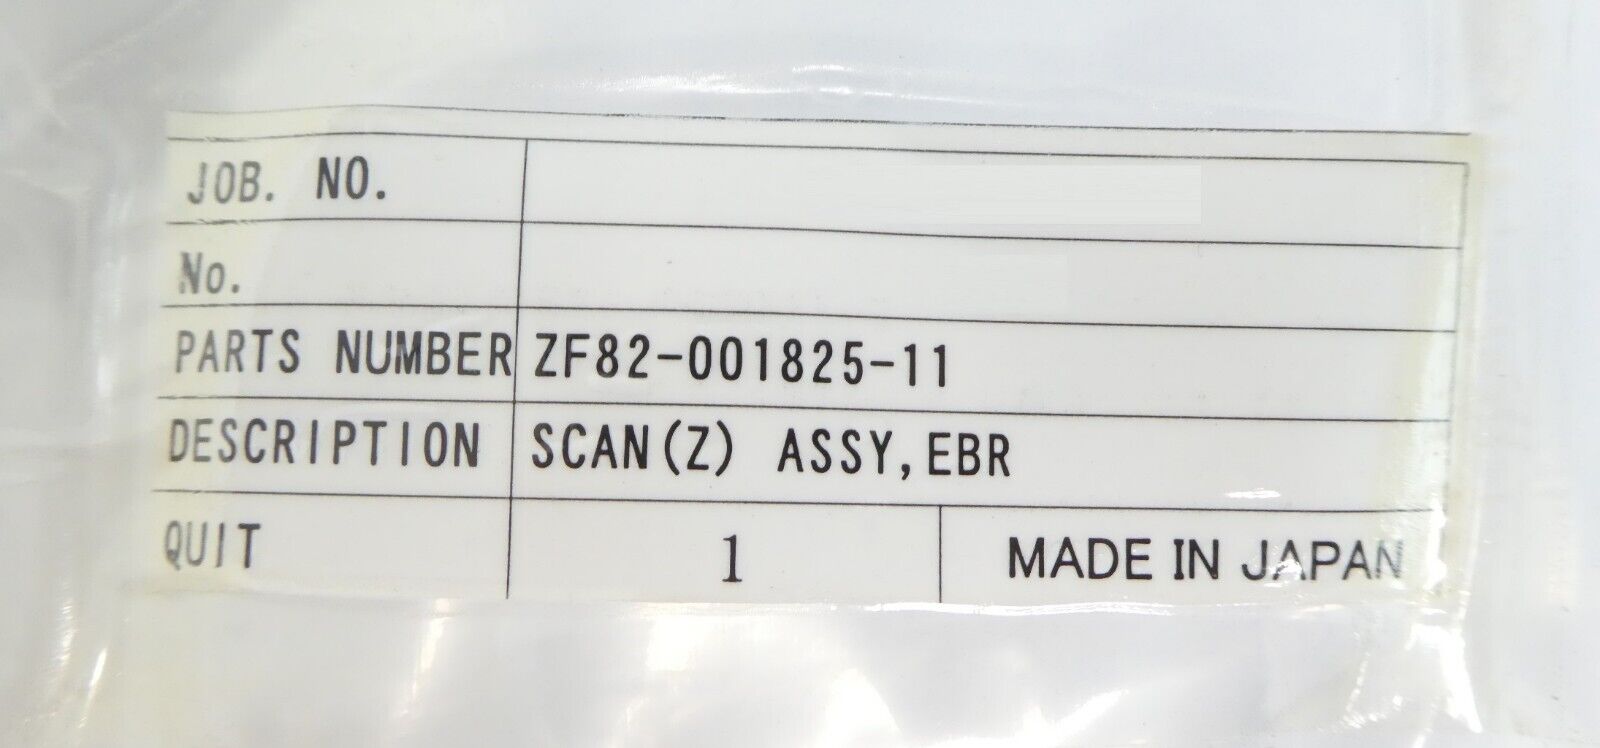 JOB. NO.
No.
PARTS NUMBER ZF82-001825-11
DESCRIPTION SCAN(Z) ASSY,EBR
QUIT 1 MADE IN JAPAN